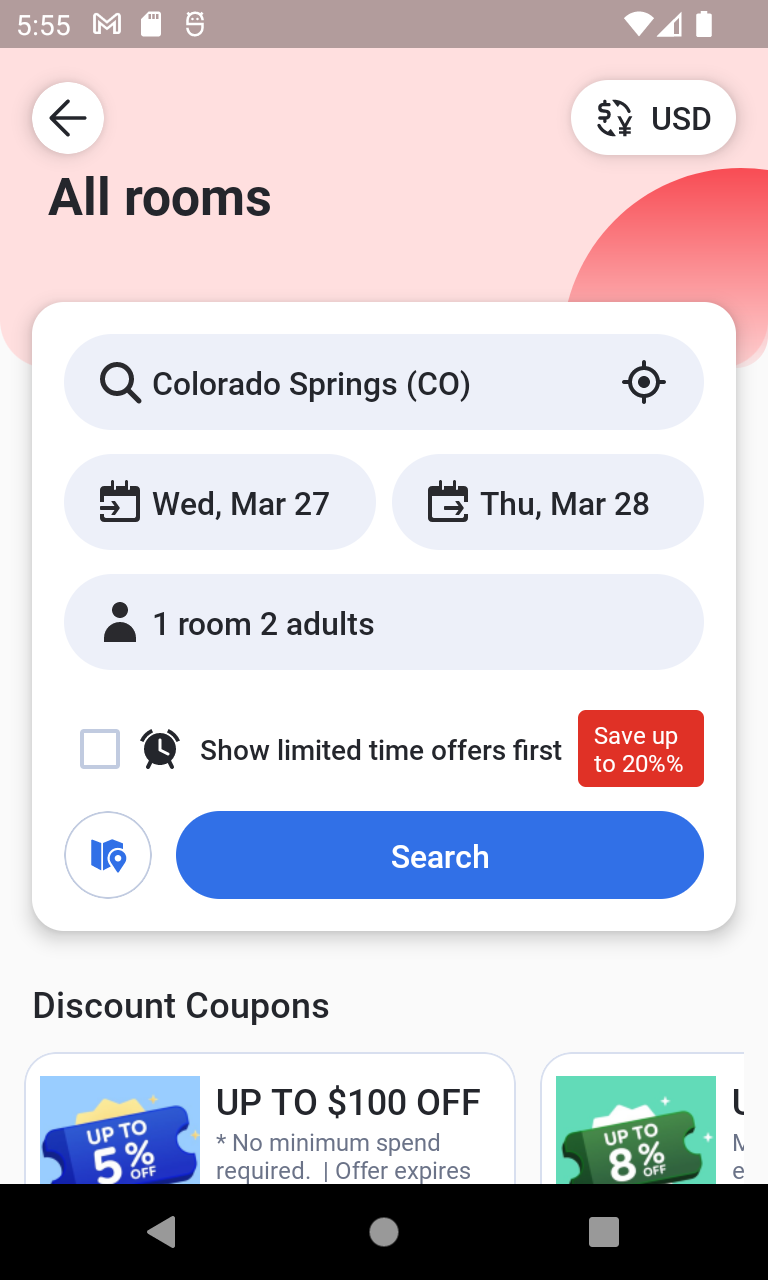 5:55
USD
All rooms
Colorado Springs (CO)
Wed, Mar 27
Thu, Mar 28
1 room 2 adults
Show limited time offers first
Save up
to 20%%
Search
Discount Coupons
UP TO
5%
OFF
UP TO $100 OFF
* No minimum spend
required. | Offer expires
UP TO
8%
OFF